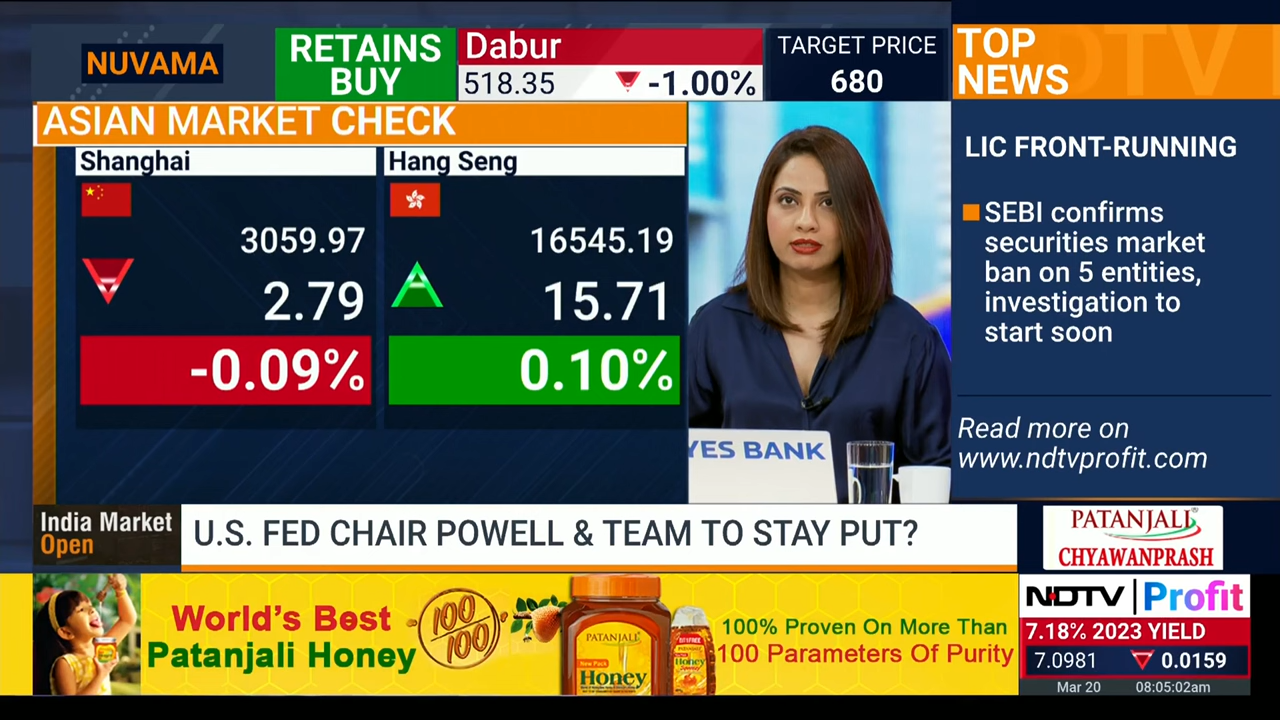 NUVAMA
RETAINS
BUY
Dabur
518.35
-1.00%
TARGET PRICE
680
TOP
NEWS
ASIAN MARKET CHECK
Shanghai
3059.97
2.79
-0.09%
Hang Seng
16545.19
15.71
0.10%
YES BANK
LIC FRONT-RUNNING
SEBI confirms
securities market
ban on 5 entities,
investigation to
start soon
Read more on
www.ndtvprofit.com
India Market
Open
U.S. FED CHAIR POWELL & TEAM TO STAY PUT?
PATANJALI
CHYAWANPRASH
World's Best
Patanjali Honey
100
100
PATANJALI
New Pack
Honey
PATANJALI
Honey
100% Proven On More Than
100 Parameters Of Purity
NDTV Profit
7.18% 2023 YIELD
7.0981
0.0159
Mar 20
08:05:02am